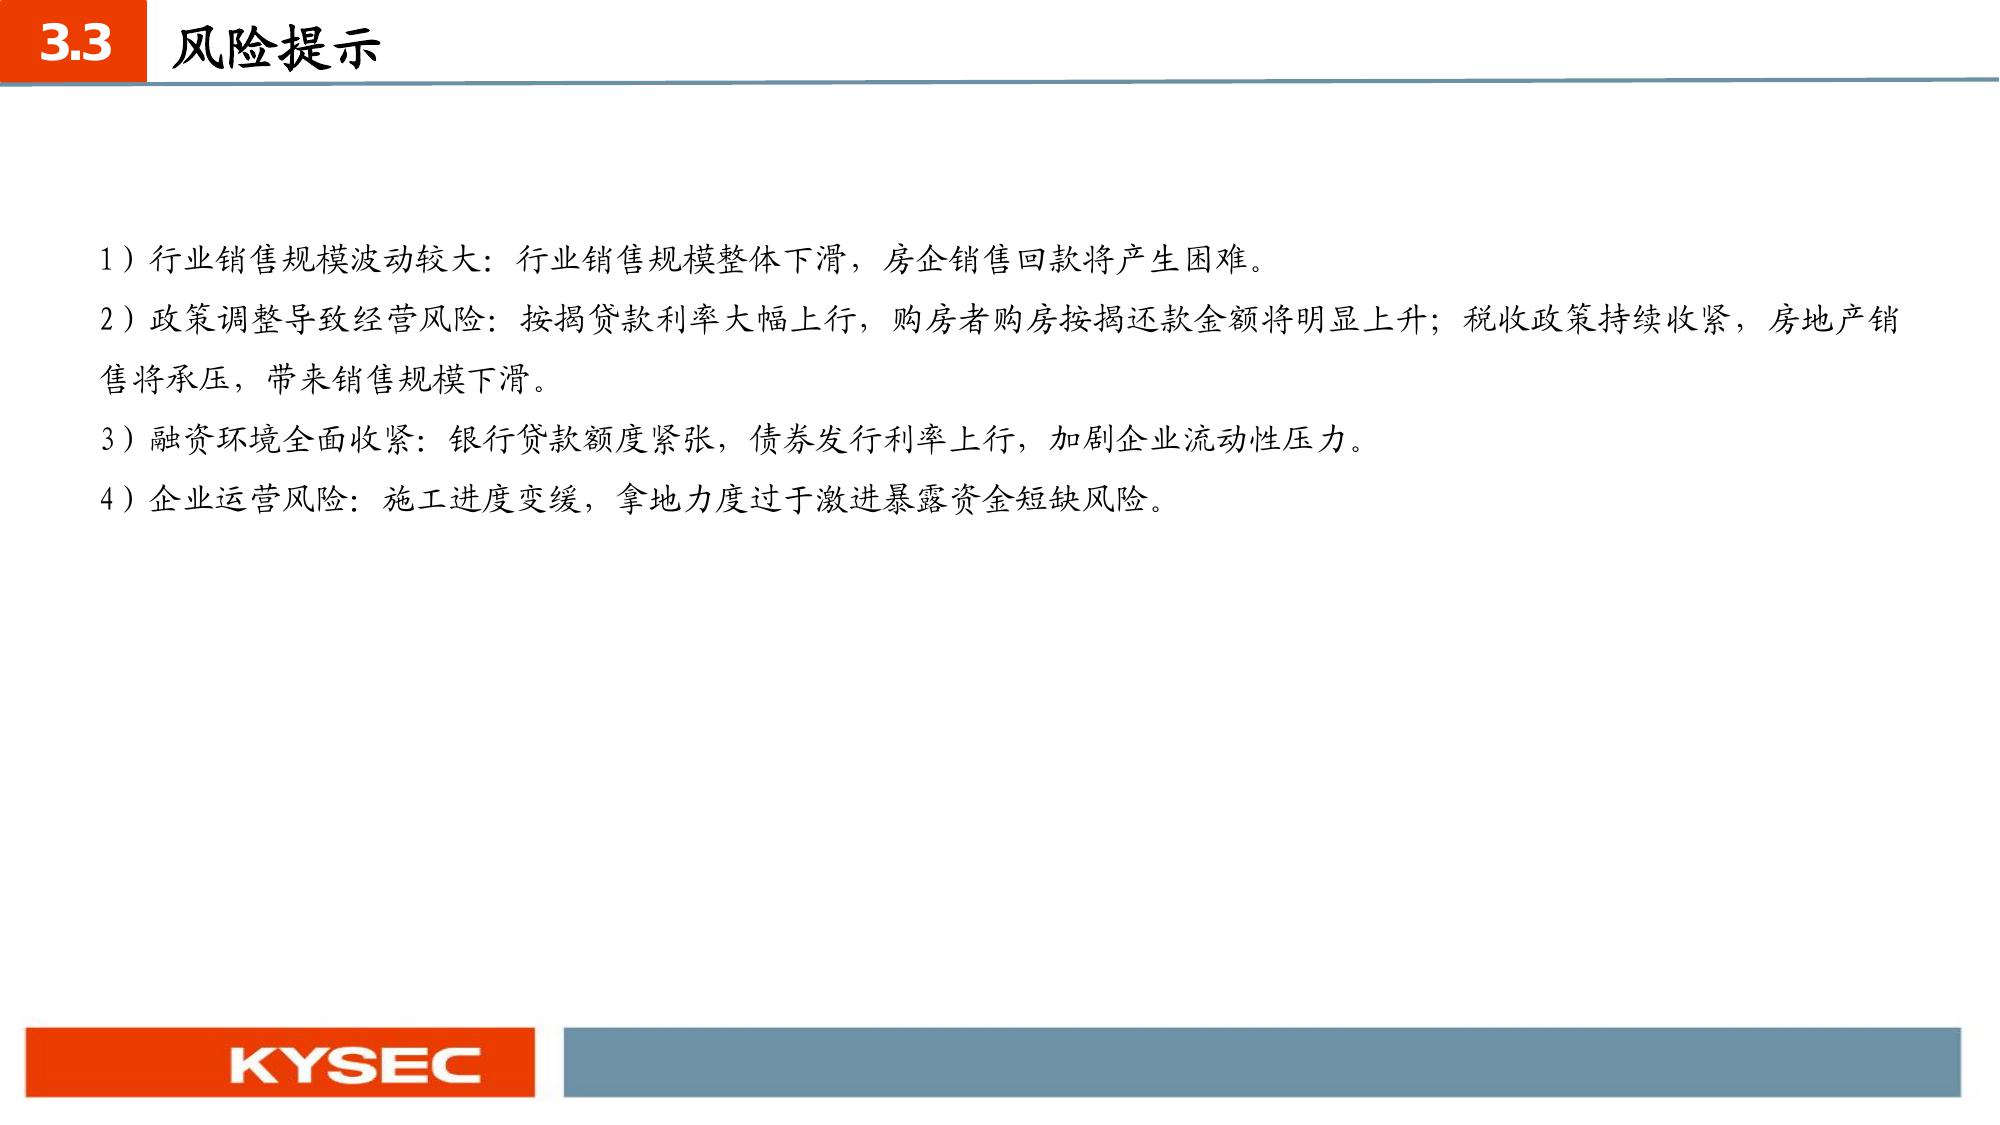 3.3 风险提示
1）行业销售规模波动较大：行业销售规模整体下滑，房企销售回款将产生困难。
2）政策调整导致经营风险：按揭贷款利率大幅上行，购房者购房按揭还款金额将明显上升；税收政策持续收紧，房地产销
售将承压，带来销售规模下滑。
3）融资环境全面收紧：银行贷款额度紧张，债券发行利率上行，加剧企业流动性压力。
4）企业运营风险：施工进度变缓，拿地力度过于激进暴露资金短缺风险。
KYSEC